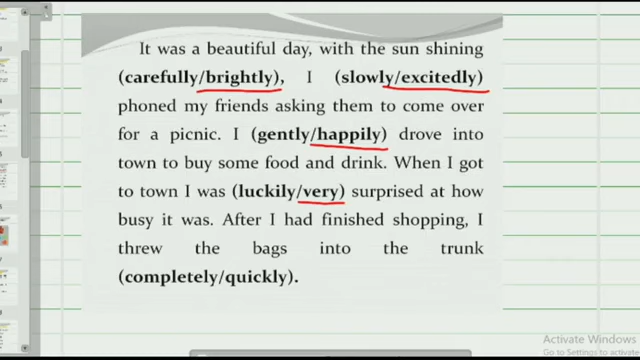 It was a beautiful day, with the sun shining
(carefully/brightly), I (slowly/excitedly)
phoned my friends asking them to come over
for a picnic. I (gently/happily) drove into
town to buy some food and drink. When I got
to town I was (luckily/very) surprised at how
busy it was. After I had finished shopping, I
threw the bags into the trunk
(completely/quickly).
Activate Windows
Go to Settings to activate